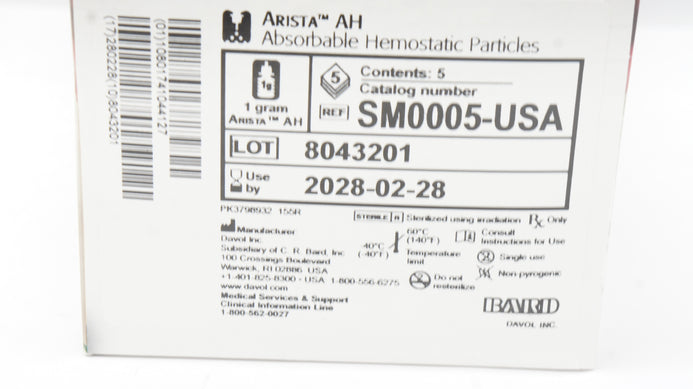 ARISTA™ AH
Absorbable Hemostatic Particles
1g
1 gram
ARISTA™ AH
5
Contents: 5
Catalog number
REF SM0005-USA
LOT 8043201
Use by 2028-02-28
PK3798932 155R
STERILE R Sterilized using irradiation Rx Only
Manufacturer
Davol Inc.
Subsidiary of C. R. Bard, Inc.
100 Crossings Boulevard
Warwick, RI 02886 USA
1-401-825-8300 • USA 1-800-556-6275
www.davol.com
Medical Services & Support
Clinical Information Line
1-800-562-0027
-40°C
(-40°F)
60°C
(140°F)
Temperature
limit
Consult
Instructions for Use
Single use
Do not
resterilize
Non-pyrogenic
BARD
DAVOL INC.
(01)10801741044127
(17)280228(10)8043201